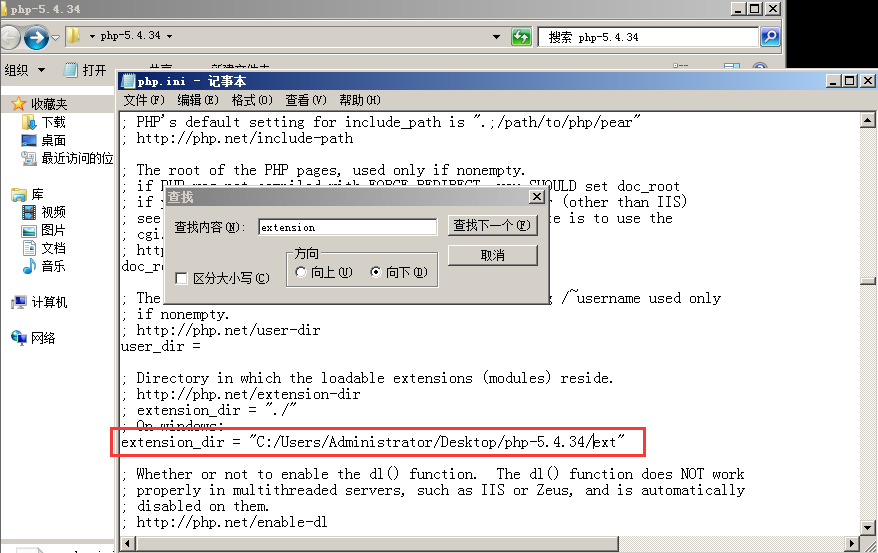 php-5.4.34
php-5.4.34
搜索 php-5.4.34
组织
打开
php.ini - 记事本
文件(F) 编辑(E) 格式(O) 查看(V) 帮助(H)
收藏夹
下载
桌面
最近访问的位
库
视频
图片
文档
音乐
计算机
网络
; PHP's default setting for include_path is ".;/path/to/php/pear"
; http://php.net/include-path
; The root of the PHP pages, used only if nonempty.
SHOULD set doc_root
(other than IIS)
; see
is to use the
; cgi.
doc_r
查找
查找内容(N):
extension
查找下一个(F)
取消
方向
向上(U)
向下(D)
区分大小写(C)
; The
/~username used only
; if nonempty.
; http://php.net/user-dir
user_dir =
; Directory in which the loadable extensions (modules) reside.
; http://php.net/extension-dir
; extension_dir = "./"
; On windows:
extension_dir = "C:/Users/Administrator/Desktop/php-5.4.34/ext"
; Whether or not to enable the dl() function.  The dl() function does NOT work
; properly in multithreaded servers, such as IIS or Zeus, and is automatically
; disabled on them.
; http://php.net/enable-dl